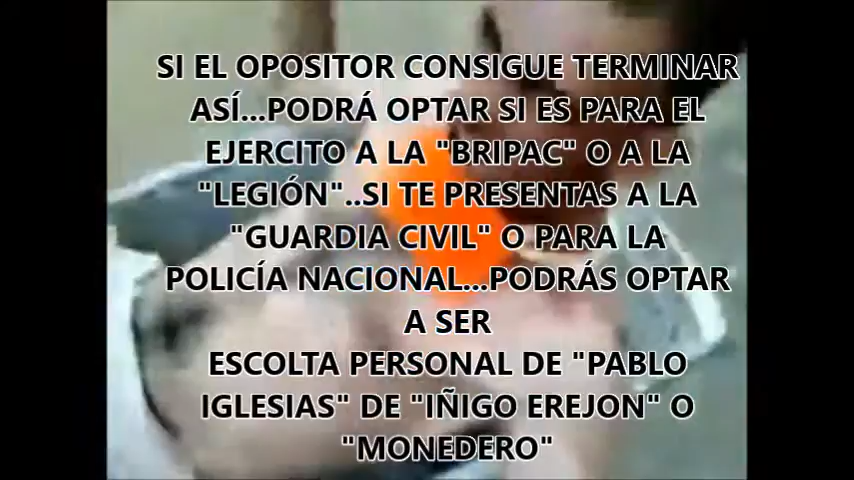 SI EL OPOSITOR CONSIGUE TERMINAR
ASÍ...PODRÁ OPTAR SI ES PARA EL
EJERCITO A LA "BRIPAC" O A LA
"LEGIÓN"..SI TE PRESENTAS A LA
"GUARDIA CIVIL" O PARA LA
POLICÍA NACIONAL...PODRÁS OPTAR
A SER
ESCOLTA PERSONAL DE "PABLO
IGLESIAS" DE "IÑIGO EREJON" O
"MONEDERO"